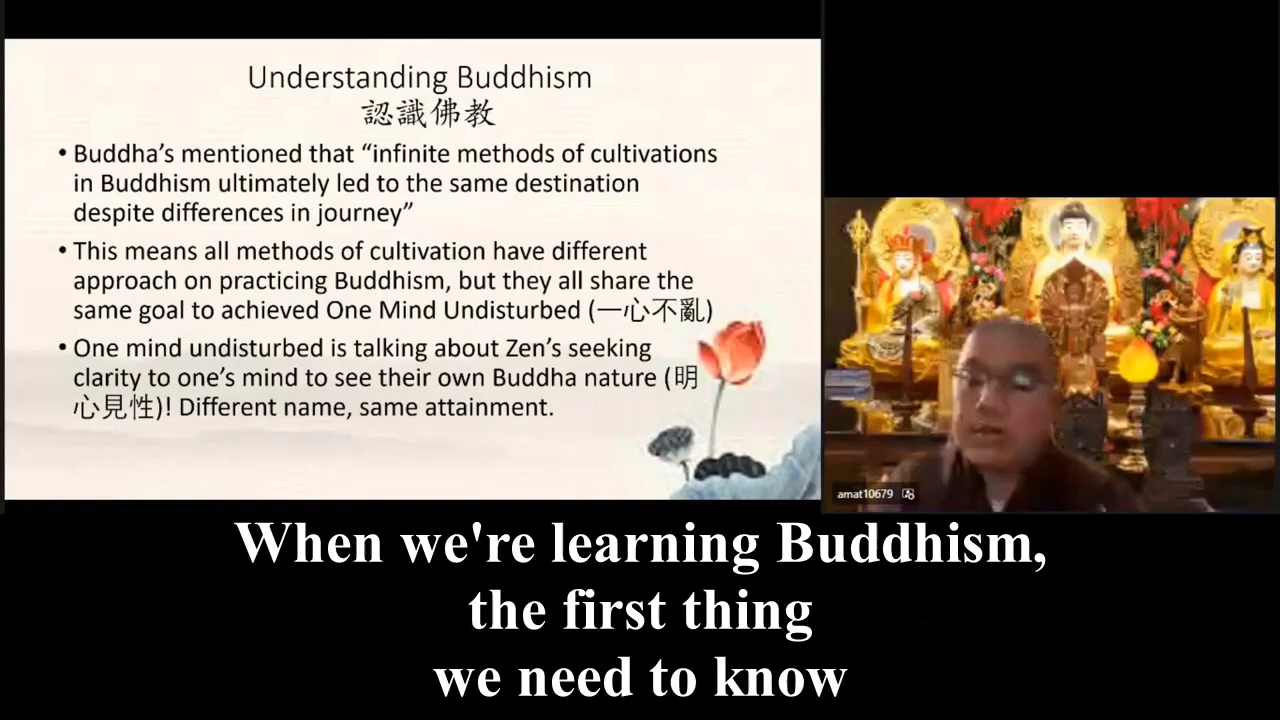 Understanding Buddhism
認識佛教
• Buddha’s mentioned that “infinite methods of cultivations
in Buddhism ultimately led to the same destination
despite differences in journey”
• This means all methods of cultivation have different
approach on practicing Buddhism, but they all share the
same goal to achieved One Mind Undisturbed (一心不亂)
• One mind undisturbed is talking about Zen’s seeking
clarity to one’s mind to see their own Buddha nature (明
心見性)! Different name, same attainment.
amat10679
When we're learning Buddhism,
the first thing
we need to know